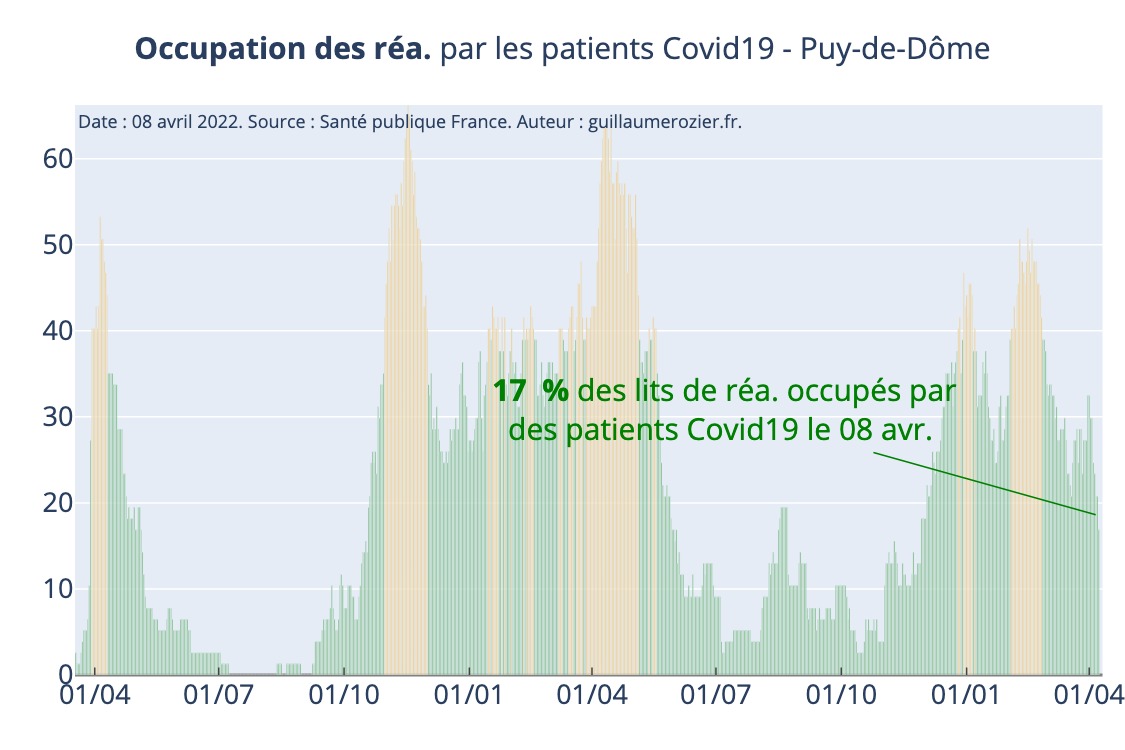 Occupation des réa. par les patients Covid19 - Puy-de-Dôme
Date : 08 avril 2022. Source : Santé publique France. Auteur : guillaumerozier.fr.
60
50
40
30
20
10
0
17 % des lits de réa. occupés par
des patients Covid19 le 08 avr.
01/04 01/07 01/10 01/01 01/04 01/07 01/10 01/01 01/04